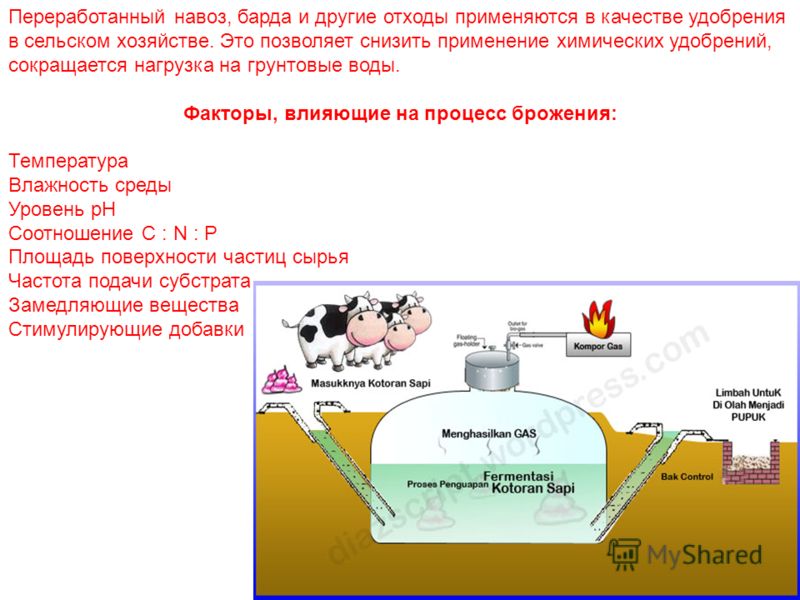 Переработанный навоз, барда и другие отходы применяются в качестве удобрения
в сельском хозяйстве. Это позволяет снизить применение химических удобрений,
сокращается нагрузка на грунтовые воды.
Факторы, влияющие на процесс брожения:
Температура
Влажность среды
Уровень pH
Соотношение C : N : P
Площадь поверхности частиц сырья
Частота подачи субстрата
Замедляющие вещества
Стимулирующие добавки
Outlet for
bio-gas
Floating
gas-holder
Gas valve
Kompor Gas
Masukknya Kotoran Sapi
Limbah UntuK
Di Olah Menjadi
PUPUK
Menghasilkan GAS
Fermentasi
Proses Penguapan
Kotoran Sapi
Bak Control
diazscript.wordpress.com
MyShared